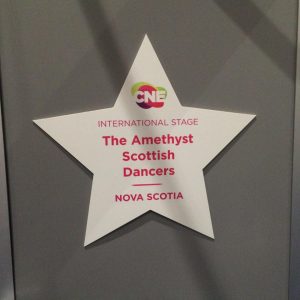 CNE
INTERNATIONAL STAGE
The Amethyst
Scottish
Dancers
NOVA SCOTIA